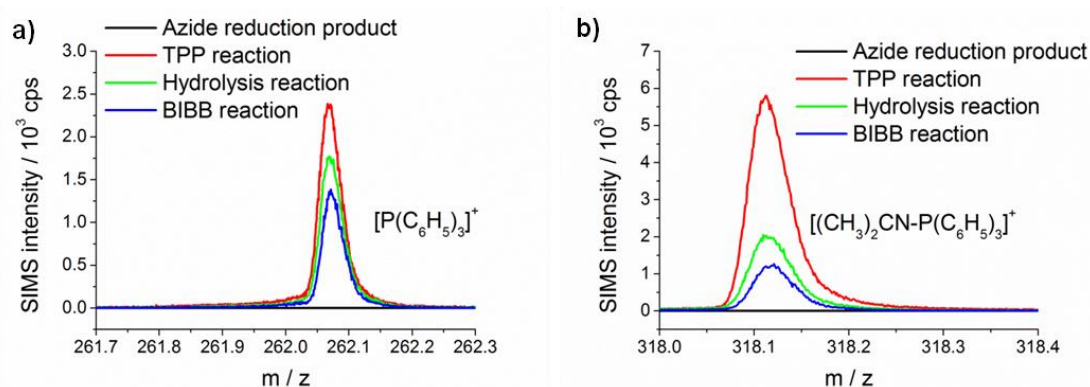 a)
Azide reduction product
TPP reaction
Hydrolysis reaction
BIBB reaction
3.0
2.5
2.0
1.5
1.0
0.5
0.0
SIMS intensity / 10³ cps
[P(C₆H₅)₃]⁺
261.7 261.8 261.9 262.0 262.1 262.2 262.3
m / z
b)
Azide reduction product
TPP reaction
Hydrolysis reaction
BIBB reaction
7
6
5
4
3
2
1
0
SIMS intensity / 10³ cps
[(CH₃)₂CN-P(C₆H₅)₃]⁺
318.0 318.1 318.2 318.3 318.4
m / z